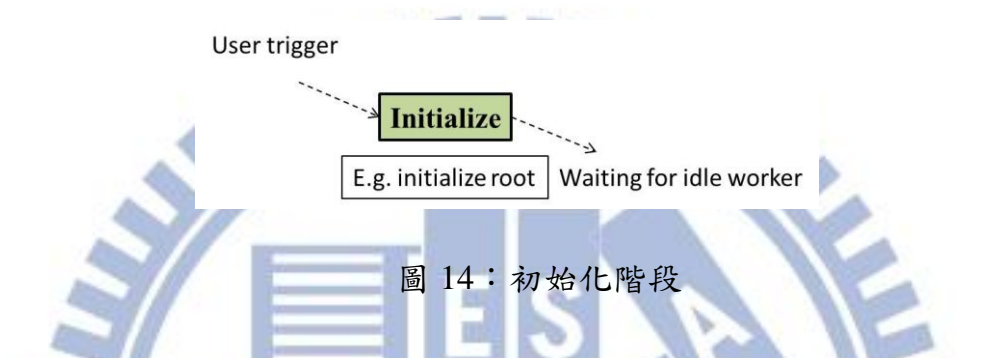 User trigger
Initialize
E.g. initialize root Waiting for idle worker
圖 14：初始化階段
E S A